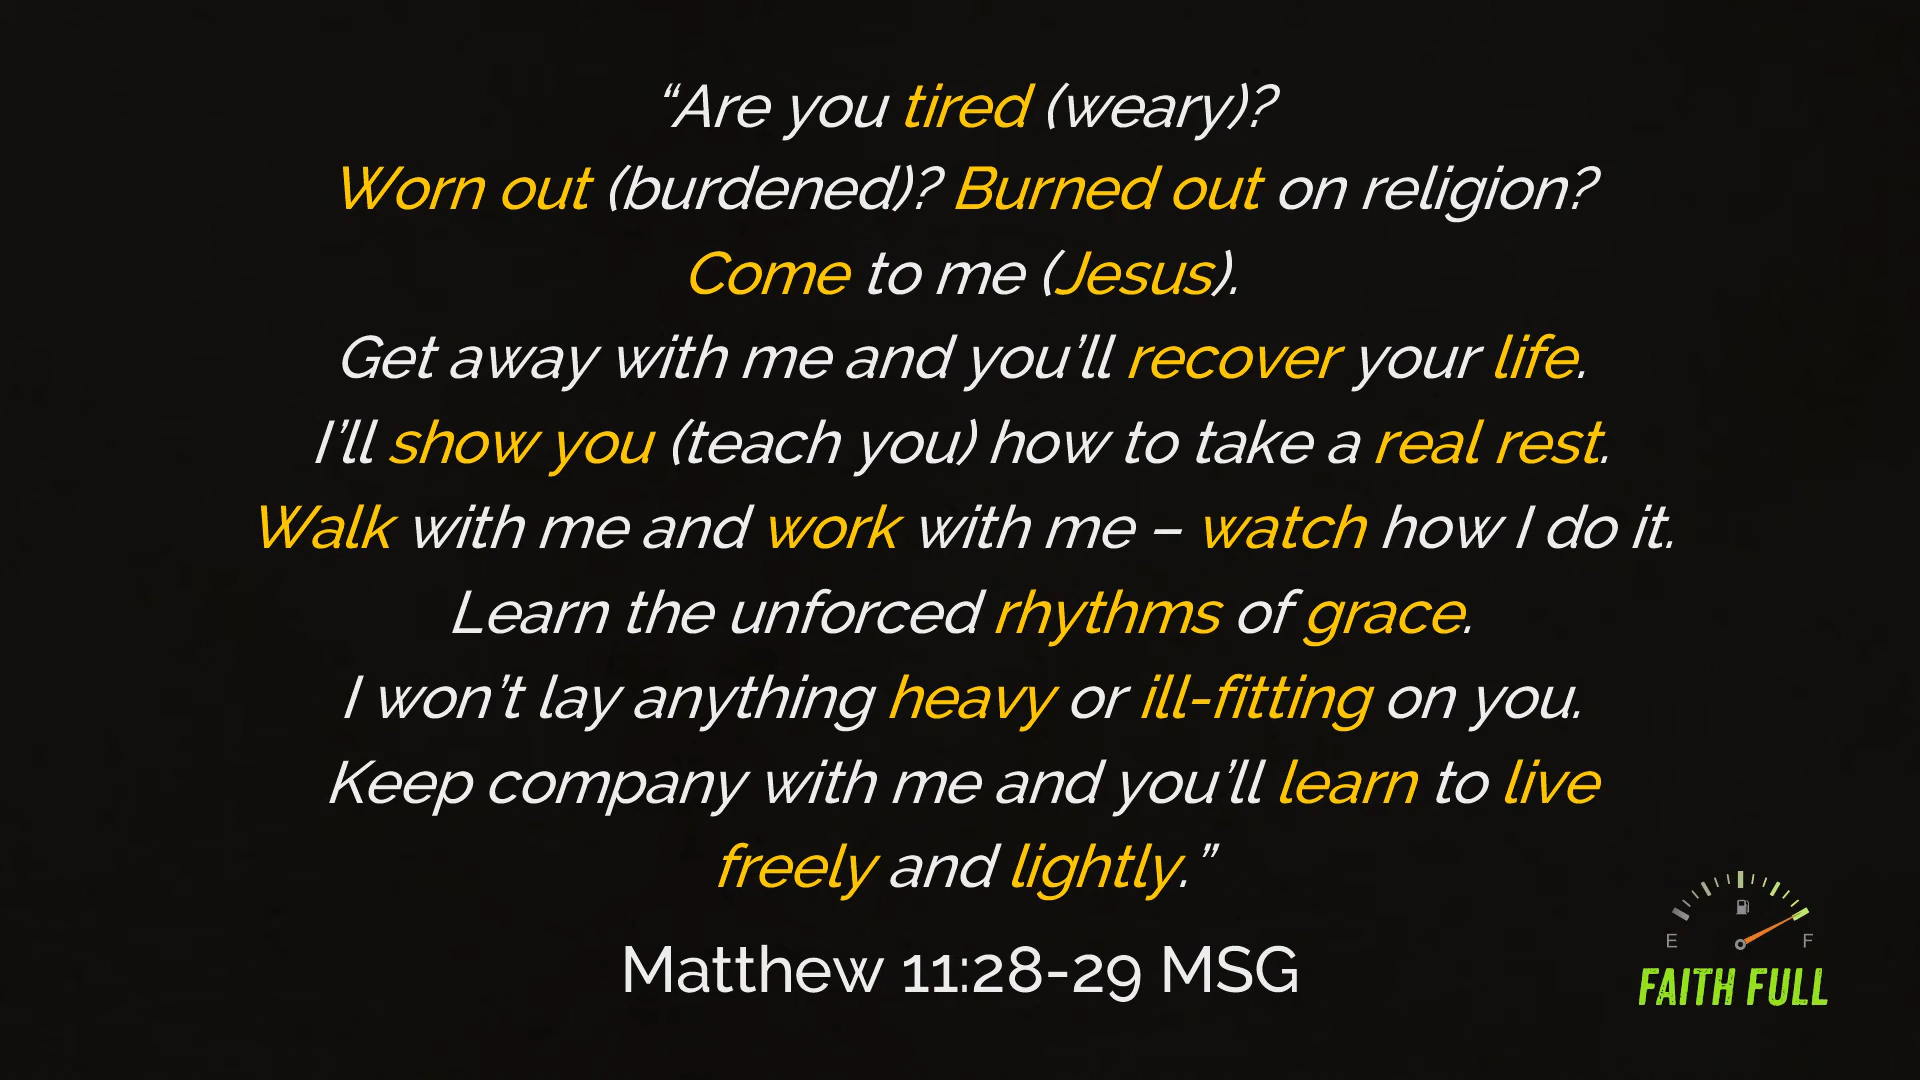 “Are you tired (weary)?
Worn out (burdened)? Burned out on religion?
Come to me (Jesus).
Get away with me and you’ll recover your life.
I’ll show you (teach you) how to take a real rest.
Walk with me and work with me – watch how I do it.
Learn the unforced rhythms of grace.
I won’t lay anything heavy or ill-fitting on you.
Keep company with me and you’ll learn to live
freely and lightly.”
Matthew 11:28-29 MSG
E F
FAITH FULL